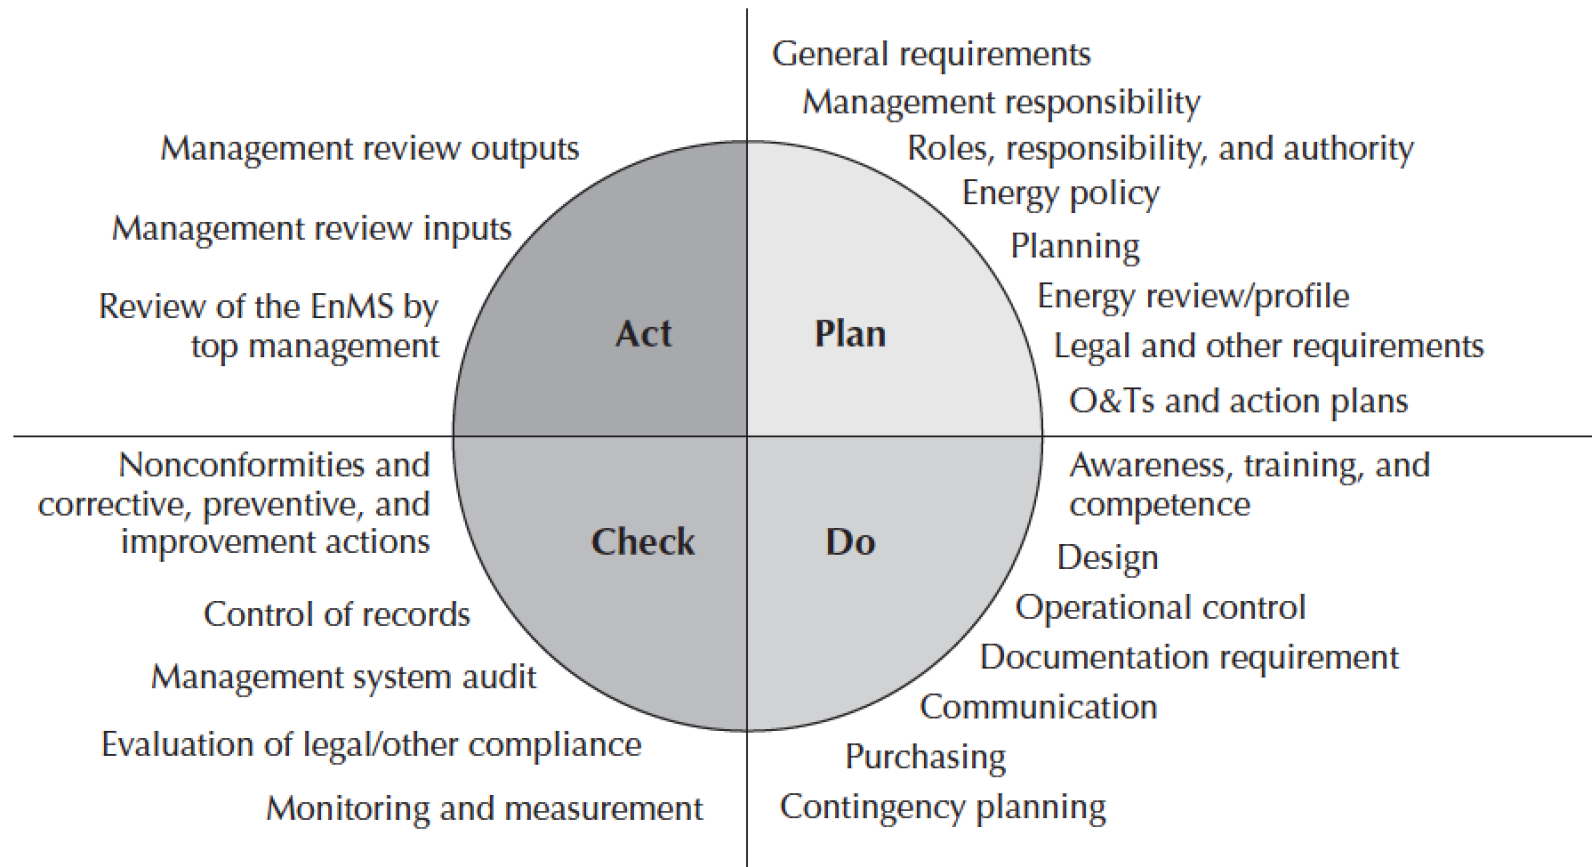 General requirements
Management responsibility
Roles, responsibility, and authority
Energy policy
Planning
Energy review/profile
Legal and other requirements
O&Ts and action plans
Plan
Do
Awareness, training, and
competence
Design
Operational control
Documentation requirement
Communication
Purchasing
Contingency planning
Check
Nonconformities and
corrective, preventive, and
improvement actions
Control of records
Management system audit
Evaluation of legal/other compliance
Monitoring and measurement
Act
Management review outputs
Management review inputs
Review of the EnMS by
top management